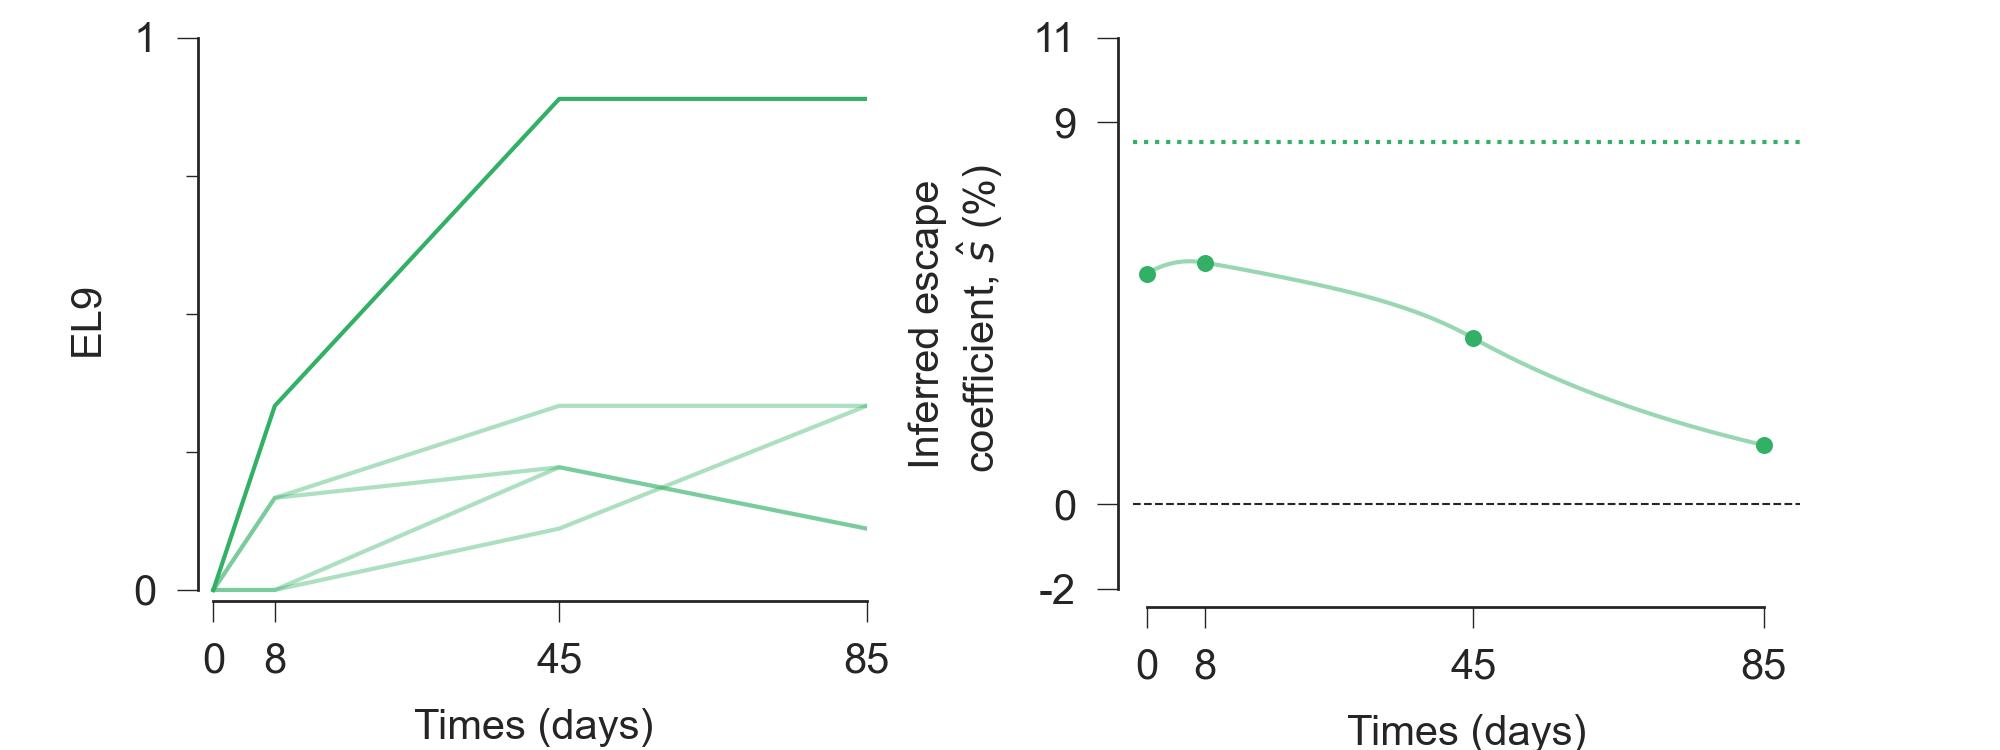 1
EL9
0
0 8 45 85
Times (days)
11
9
Inferred escape
coefficient, ŝ (%)
0
-2
0 8 45 85
Times (days)